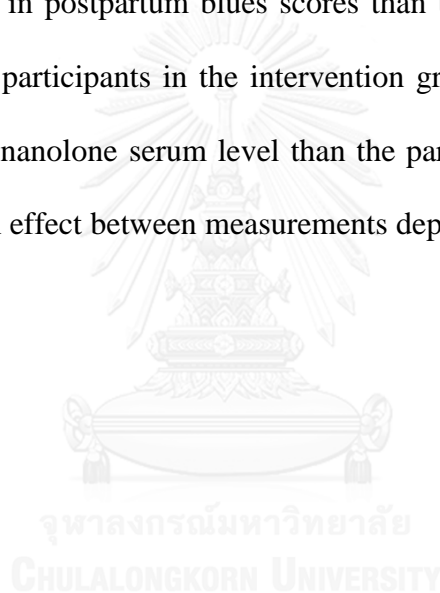 in postpartum blues scores than
participants in the intervention gr
nanolone serum level than the par
effect between measurements dep
จุฬาลงกรณ์มหาวิทยาลัย
CHULALONGKORN UNIVERSITY